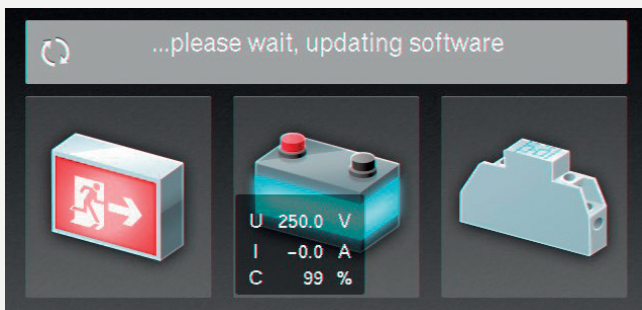 ...please wait, updating software
U 250.0 V
I -0.0 A
C 99 %